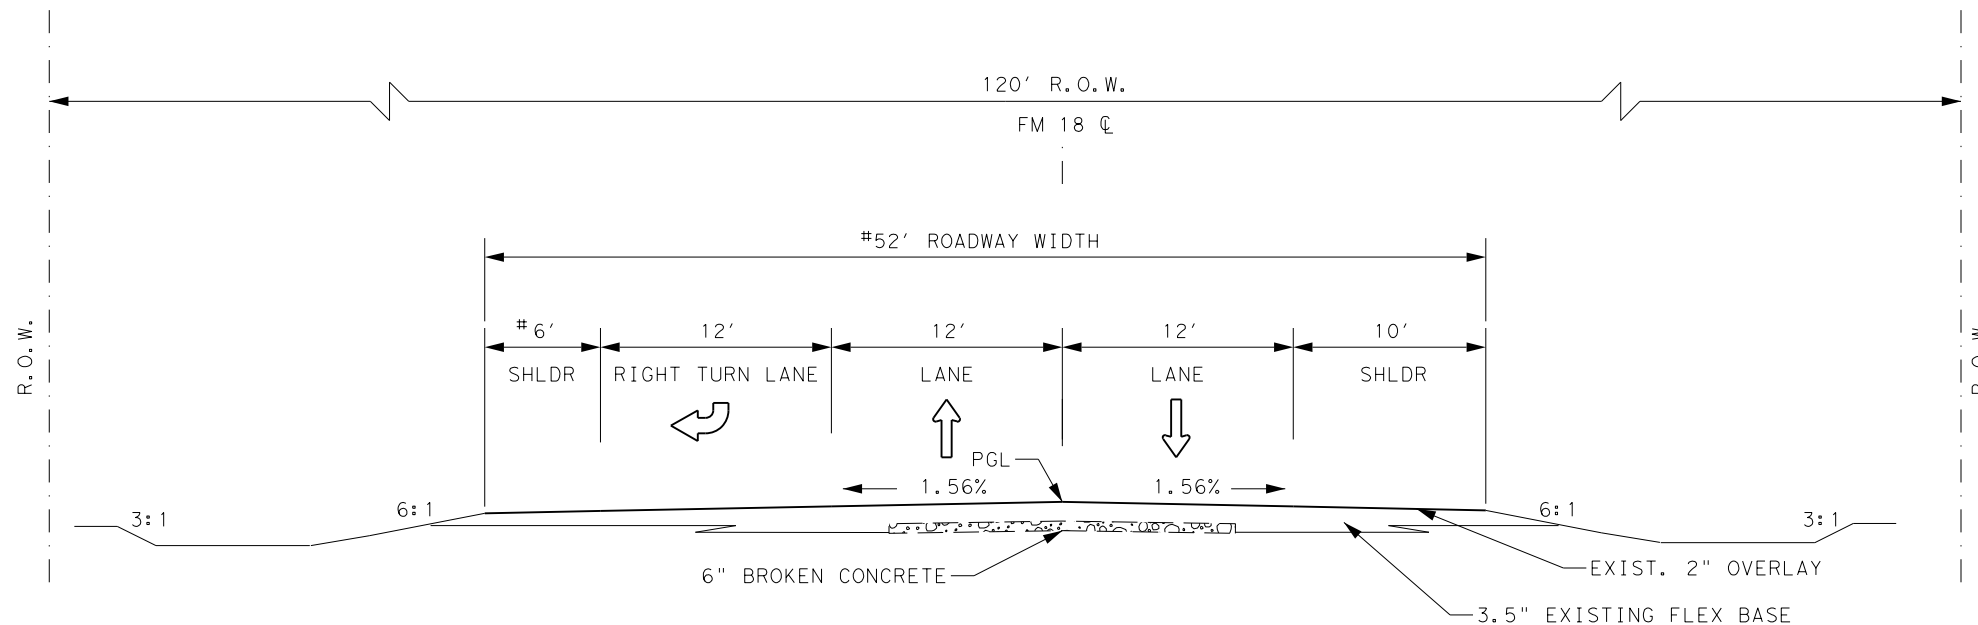 120' R.O.W.
FM 18 ℄
#52' ROADWAY WIDTH
#6' 12' 12' 12' 10'
SHLDR RIGHT TURN LANE LANE LANE SHLDR
R.O.W.
R.O.W.
PGL
1.56% 1.56%
3:1 6:1 6:1 3:1
6" BROKEN CONCRETE
EXIST. 2" OVERLAY
3.5" EXISTING FLEX BASE